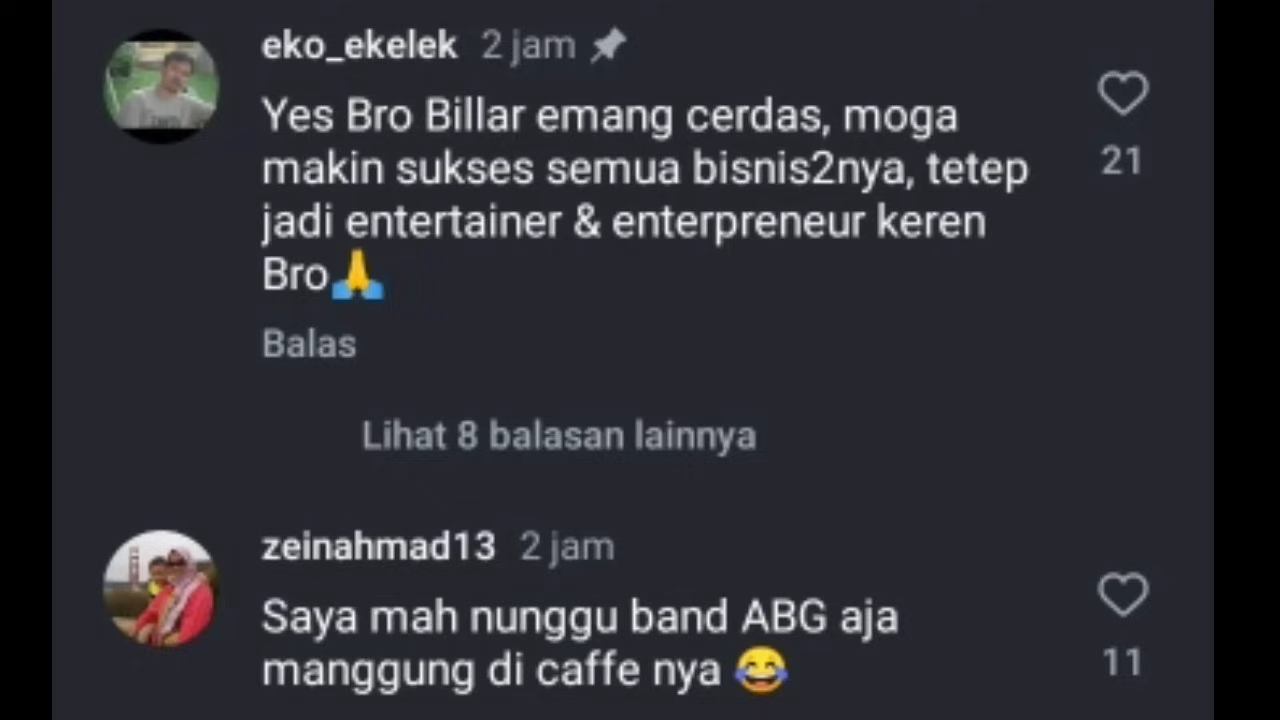 eko_ekelek 2 jam
Yes Bro Billar emang cerdas, moga
makin sukses semua bisnis2nya, tetep
jadi entertainer & enterpreneur keren
Bro🙏
21
Balas
Lihat 8 balasan lainnya
zeinahmad13 2 jam
Saya mah nunggu band ABG aja
manggung di caffe nya 😂
11